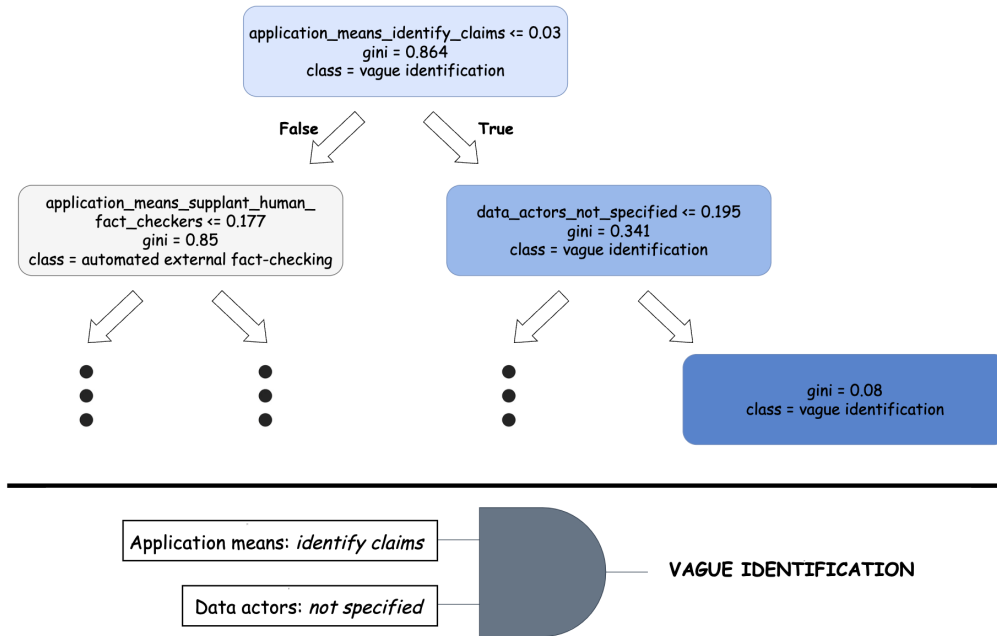 application_means_identify_claims <= 0.03
gini = 0.864
class = vague identification
False
True
application_means_supplant_human_
fact_checkers <= 0.177
gini = 0.85
class = automated external fact-checking
data_actors_not_specified <= 0.195
gini = 0.341
class = vague identification
gini = 0.08
class = vague identification
Application means: identify claims
VAGUE IDENTIFICATION
Data actors: not specified